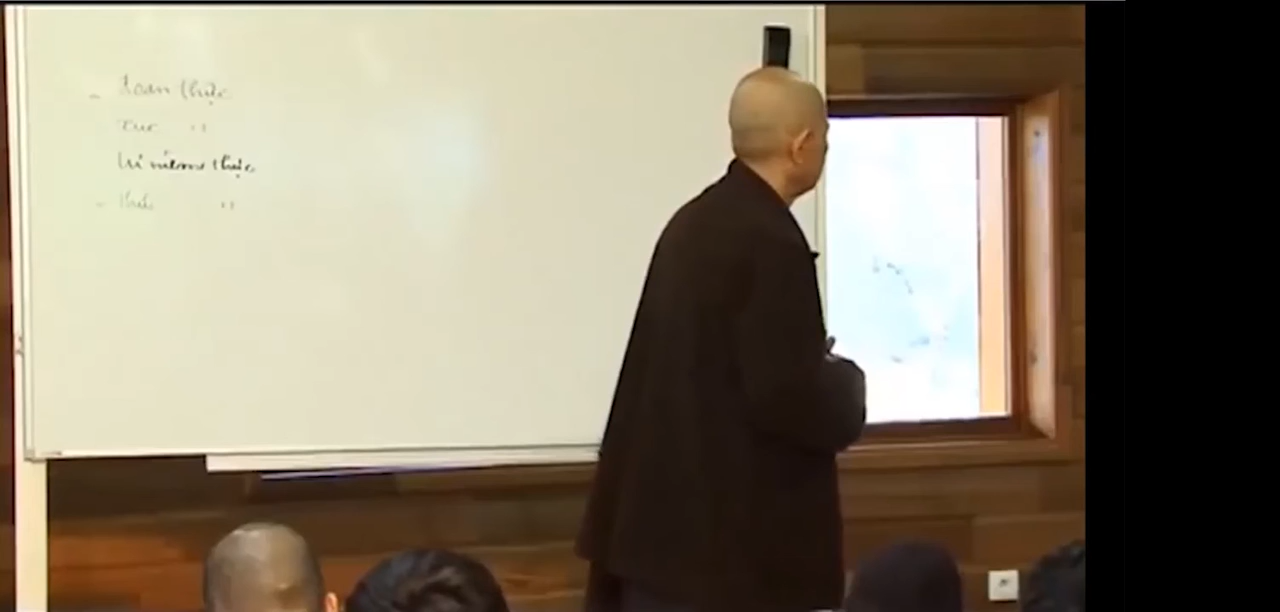 - đoàn thực
xúc "
tư niệm thực
- thức "